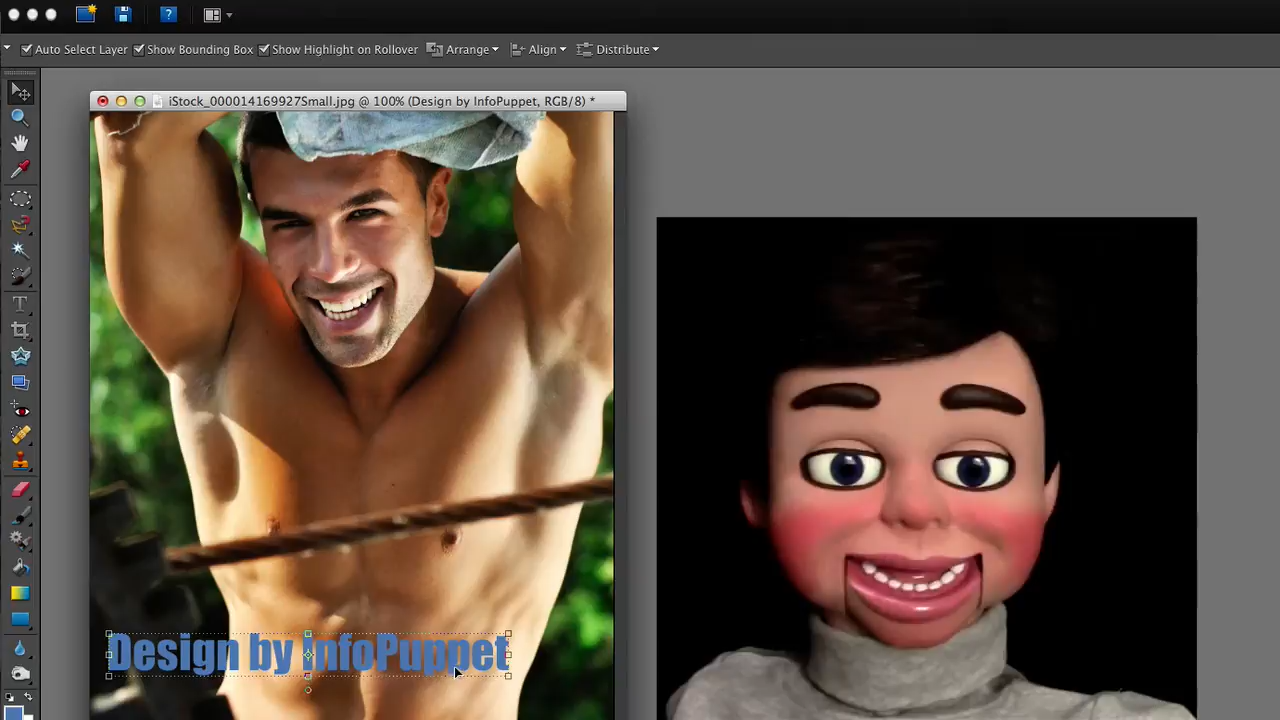 Auto Select Layer Show Bounding Box Show Highlight on Rollover Arrange Align Distribute
iStock_000014169927Small.jpg @ 100% (Design by InfoPuppet, RGB/8) *
Design by InfoPuppet